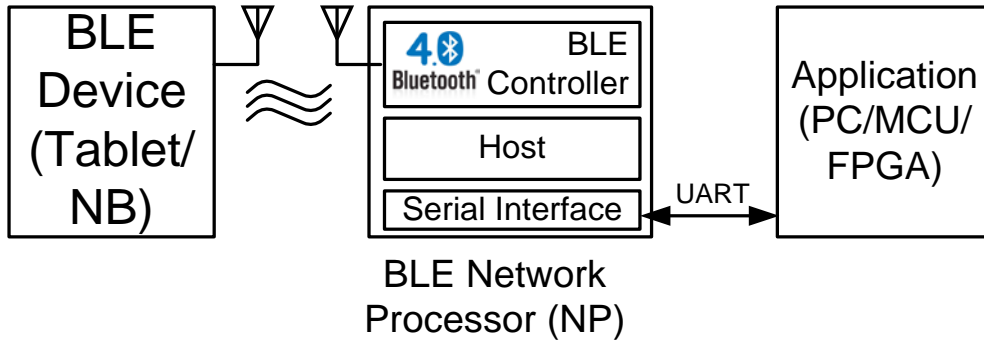 BLE
Device
(Tablet/
NB)
4.0
Bluetooth™
BLE
Controller
Host
Serial Interface
UART
Application
(PC/MCU/
FPGA)
BLE Network
Processor (NP)